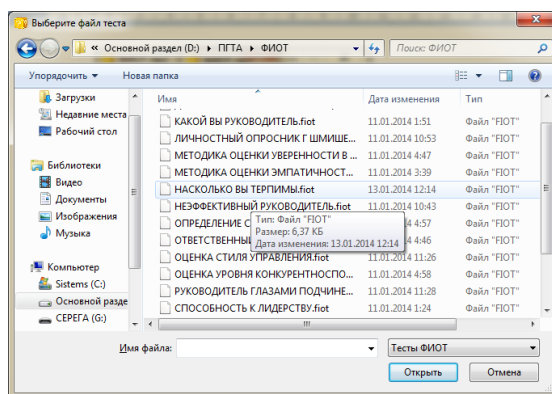 Выберите файл теста
« Основной раздел (D:) ▸ ПГТА ▸ ФИОТ
Поиск: ФИОТ
Упорядочить ▾ Новая папка
Загрузки
Недавние места
Рабочий стол
Библиотеки
Видео
Документы
Изображения
Музыка
Компьютер
Sistems (C:)
Основной разде
СЕРЕГА (G:)
Имя Дата изменения Тип
КАКОЙ ВЫ РУКОВОДИТЕЛЬ.fiot 11.01.2014 1:51 Файл "FIOT"
ЛИЧНОСТНЫЙ ОПРОСНИК Г ШМИШЕ... 11.01.2014 10:53 Файл "FIOT"
МЕТОДИКА ОЦЕНКИ УВЕРЕННОСТИ В ... 11.01.2014 4:47 Файл "FIOT"
МЕТОДИКА ОЦЕНКИ ЭМПАТИЧНОСТ... 11.01.2014 3:39 Файл "FIOT"
НАСКОЛЬКО ВЫ ТЕРПИМЫ.fiot 13.01.2014 12:14 Файл "FIOT"
НЕЭФФЕКТИВНЫЙ РУКОВОДИТЕЛЬ.fiot 11.01.2014 10:43 Файл "FIOT"
ОПРЕДЕЛЕНИЕ С 4:57 Файл "FIOT"
ОТВЕТСТВЕННЫ 4:46 Файл "FIOT"
Тип: Файл "FIOT"
Размер: 6,37 КБ
Дата изменения: 13.01.2014 12:14
ОЦЕНКА СТИЛЯ УПРАВЛЕНИЯ.fiot 11.01.2014 11:26 Файл "FIOT"
ОЦЕНКА УРОВНЯ КОНКУРЕНТНОСПО... 11.01.2014 4:58 Файл "FIOT"
РУКОВОДИТЕЛЬ ГЛАЗАМИ ПОДЧИНЕ... 11.01.2014 11:28 Файл "FIOT"
СПОСОБНОСТЬ К ЛИДЕРСТВУ.fiot 11.01.2014 1:24 Файл "FIOT"
Имя файла:
Тесты ФИОТ
Открыть Отмена